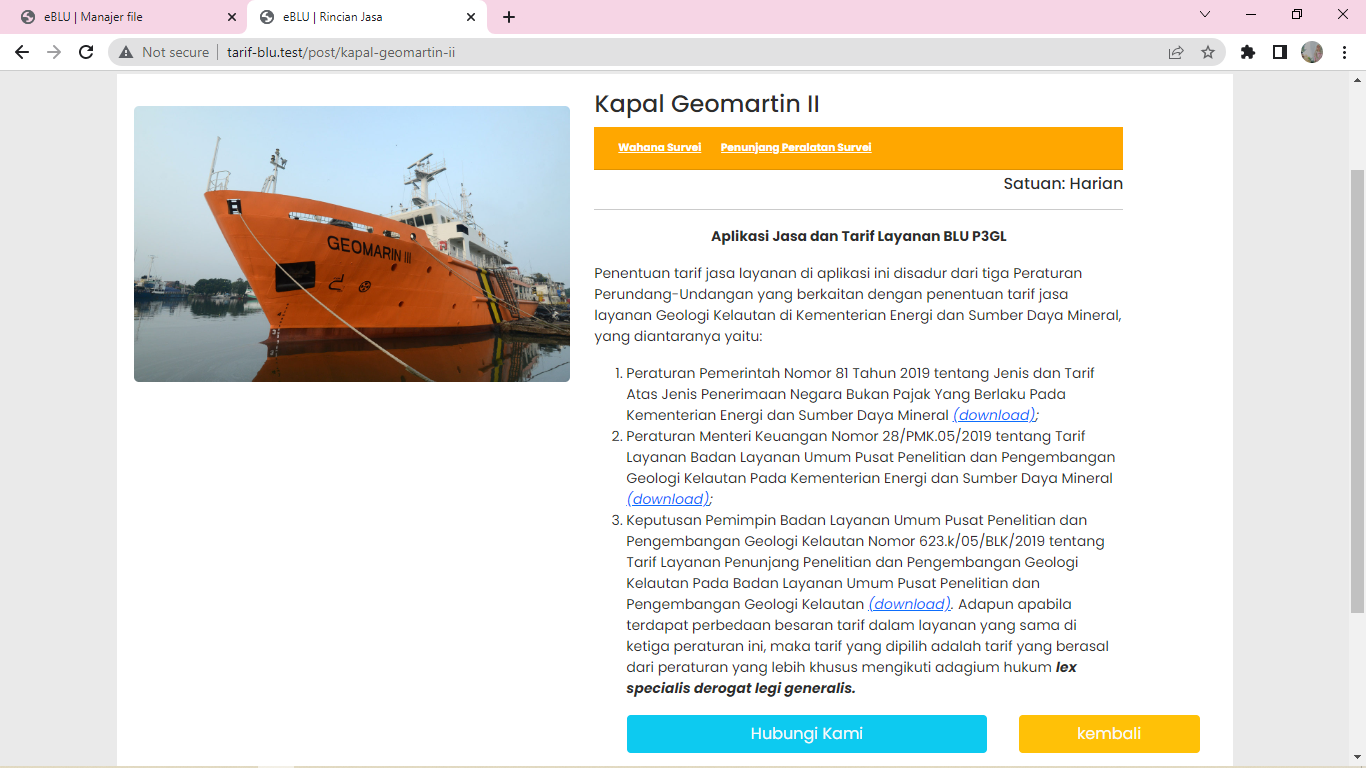 eBLU | Manajer file
eBLU | Rincian Jasa
Not secure
tarif-blu.test/post/kapal-geomartin-ii
GEOMARIN III
Kapal Geomartin II
Wahana Survei
Penunjang Peralatan Survei
Satuan: Harian
Aplikasi Jasa dan Tarif Layanan BLU P3GL
Penentuan tarif jasa layanan di aplikasi ini disadur dari tiga Peraturan
Perundang-Undangan yang berkaitan dengan penentuan tarif jasa
layanan Geologi Kelautan di Kementerian Energi dan Sumber Daya Mineral,
yang diantaranya yaitu:
1. Peraturan Pemerintah Nomor 81 Tahun 2019 tentang Jenis dan Tarif
Atas Jenis Penerimaan Negara Bukan Pajak Yang Berlaku Pada
Kementerian Energi dan Sumber Daya Mineral (download);
2. Peraturan Menteri Keuangan Nomor 28/PMK.05/2019 tentang Tarif
Layanan Badan Layanan Umum Pusat Penelitian dan Pengembangan
Geologi Kelautan Pada Kementerian Energi dan Sumber Daya Mineral
(download);
3. Keputusan Pemimpin Badan Layanan Umum Pusat Penelitian dan
Pengembangan Geologi Kelautan Nomor 623.k/05/BLK/2019 tentang
Tarif Layanan Penunjang Penelitian dan Pengembangan Geologi
Kelautan Pada Badan Layanan Umum Pusat Penelitian dan
Pengembangan Geologi Kelautan (download). Adapun apabila
terdapat perbedaan besaran tarif dalam layanan yang sama di
ketiga peraturan ini, maka tarif yang dipilih adalah tarif yang berasal
dari peraturan yang lebih khusus mengikuti adagium hukum lex
specialis derogat legi generalis.
Hubungi Kami
kembali